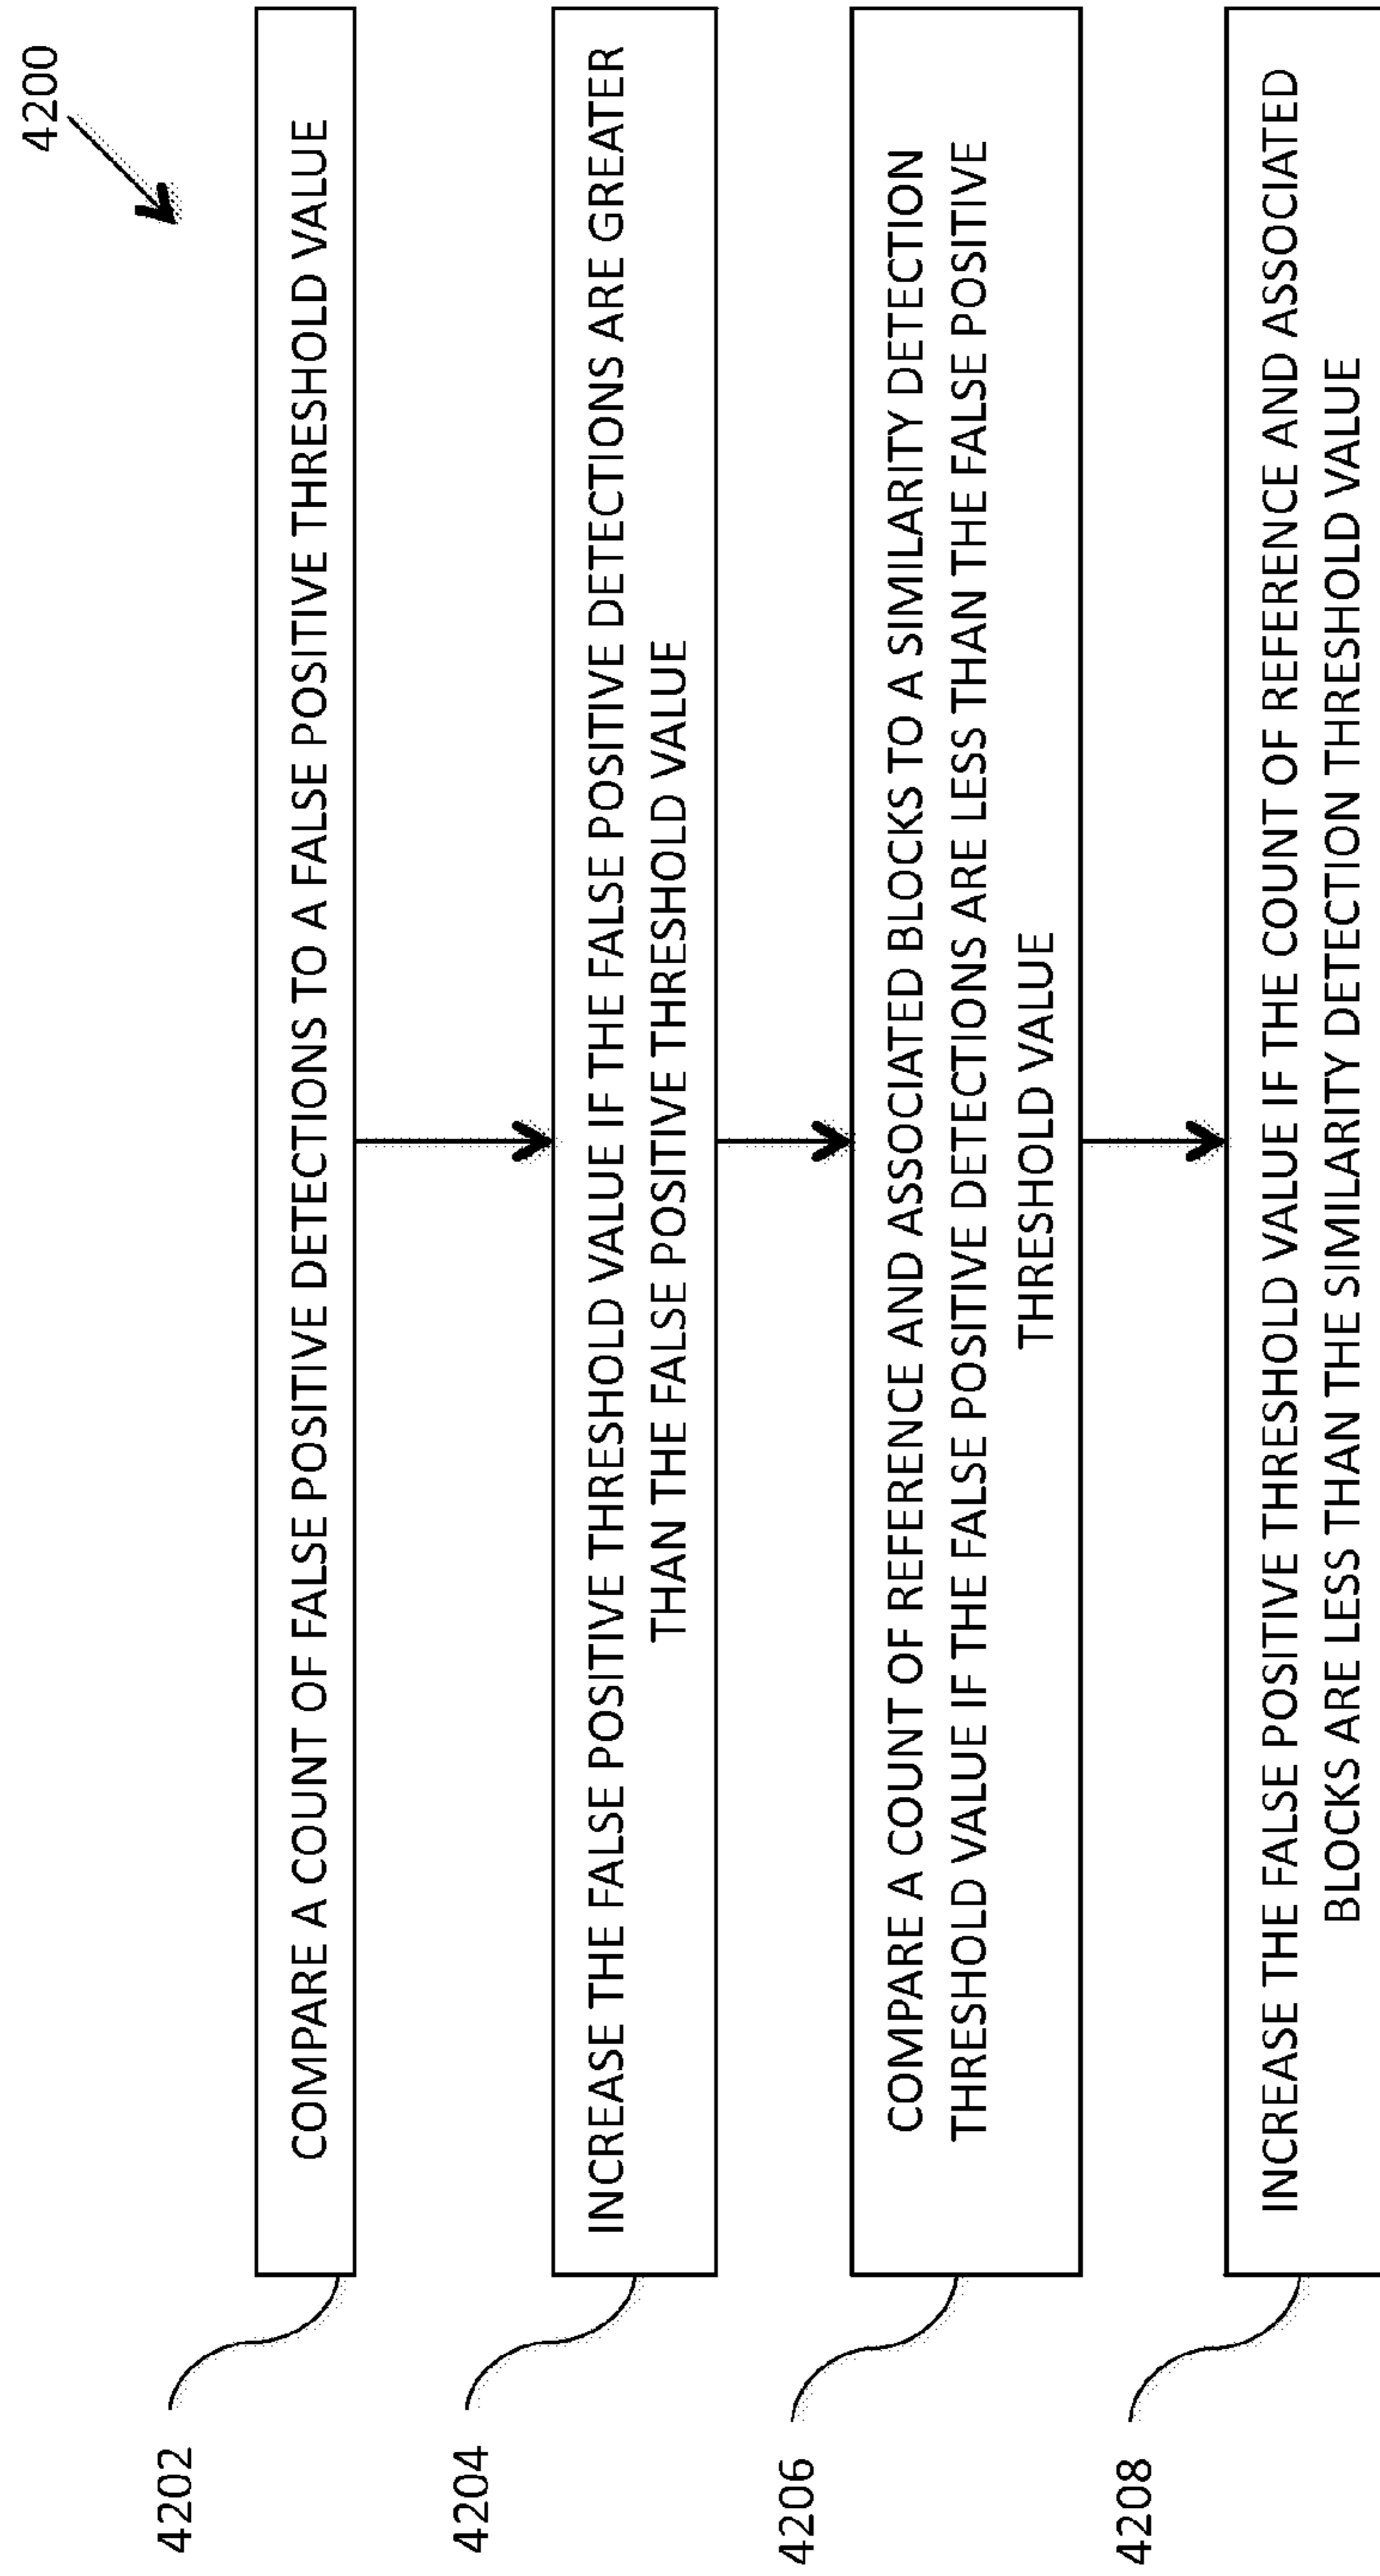 4200
4202
COMPARE A COUNT OF FALSE POSITIVE DETECTIONS TO A FALSE POSITIVE THRESHOLD VALUE
4204
INCREASE THE FALSE POSITIVE THRESHOLD VALUE IF THE FALSE POSITIVE DETECTIONS ARE GREATER
THAN THE FALSE POSITIVE THRESHOLD VALUE
4206
COMPARE A COUNT OF REFERENCE AND ASSOCIATED BLOCKS TO A SIMILARITY DETECTION
THRESHOLD VALUE IF THE FALSE POSITIVE DETECTIONS ARE LESS THAN THE FALSE POSITIVE
THRESHOLD VALUE
4208
INCREASE THE FALSE POSITIVE THRESHOLD VALUE IF THE COUNT OF REFERENCE AND ASSOCIATED
BLOCKS ARE LESS THAN THE SIMILARITY DETECTION THRESHOLD VALUE